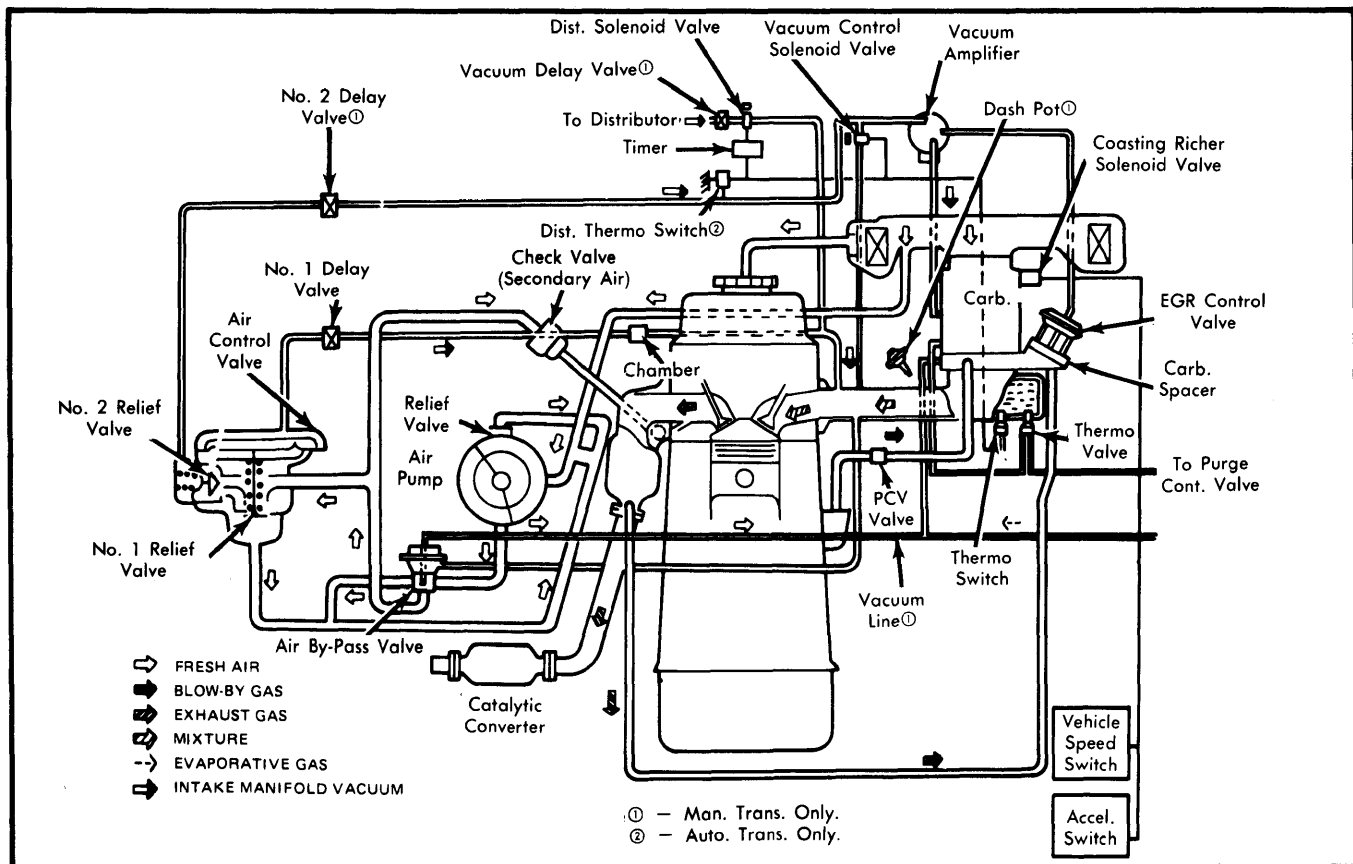 Dist. Solenoid Valve
Vacuum Control
Solenoid Valve
Vacuum
Amplifier
Vacuum Delay Valve①
No. 2 Delay
Valve①
To Distributor
Dash Pot①
Timer
Coasting Richer
Solenoid Valve
Dist. Thermo Switch②
Check Valve
(Secondary Air)
No. 1 Delay
Valve
Air
Control
Valve
Carb.
EGR Control
Valve
Chamber
Carb.
Spacer
No. 2 Relief
Valve
Relief
Valve
Air
Pump
Thermo
Valve
To Purge
Cont. Valve
PCV
Valve
No. 1 Relief
Valve
Thermo
Switch
Vacuum
Line①
Air By-Pass Valve
FRESH AIR
BLOW-BY GAS
EXHAUST GAS
MIXTURE
EVAPORATIVE GAS
INTAKE MANIFOLD VACUUM
Catalytic
Converter
Vehicle
Speed
Switch
① – Man. Trans. Only.
② – Auto. Trans. Only.
Accel.
Switch